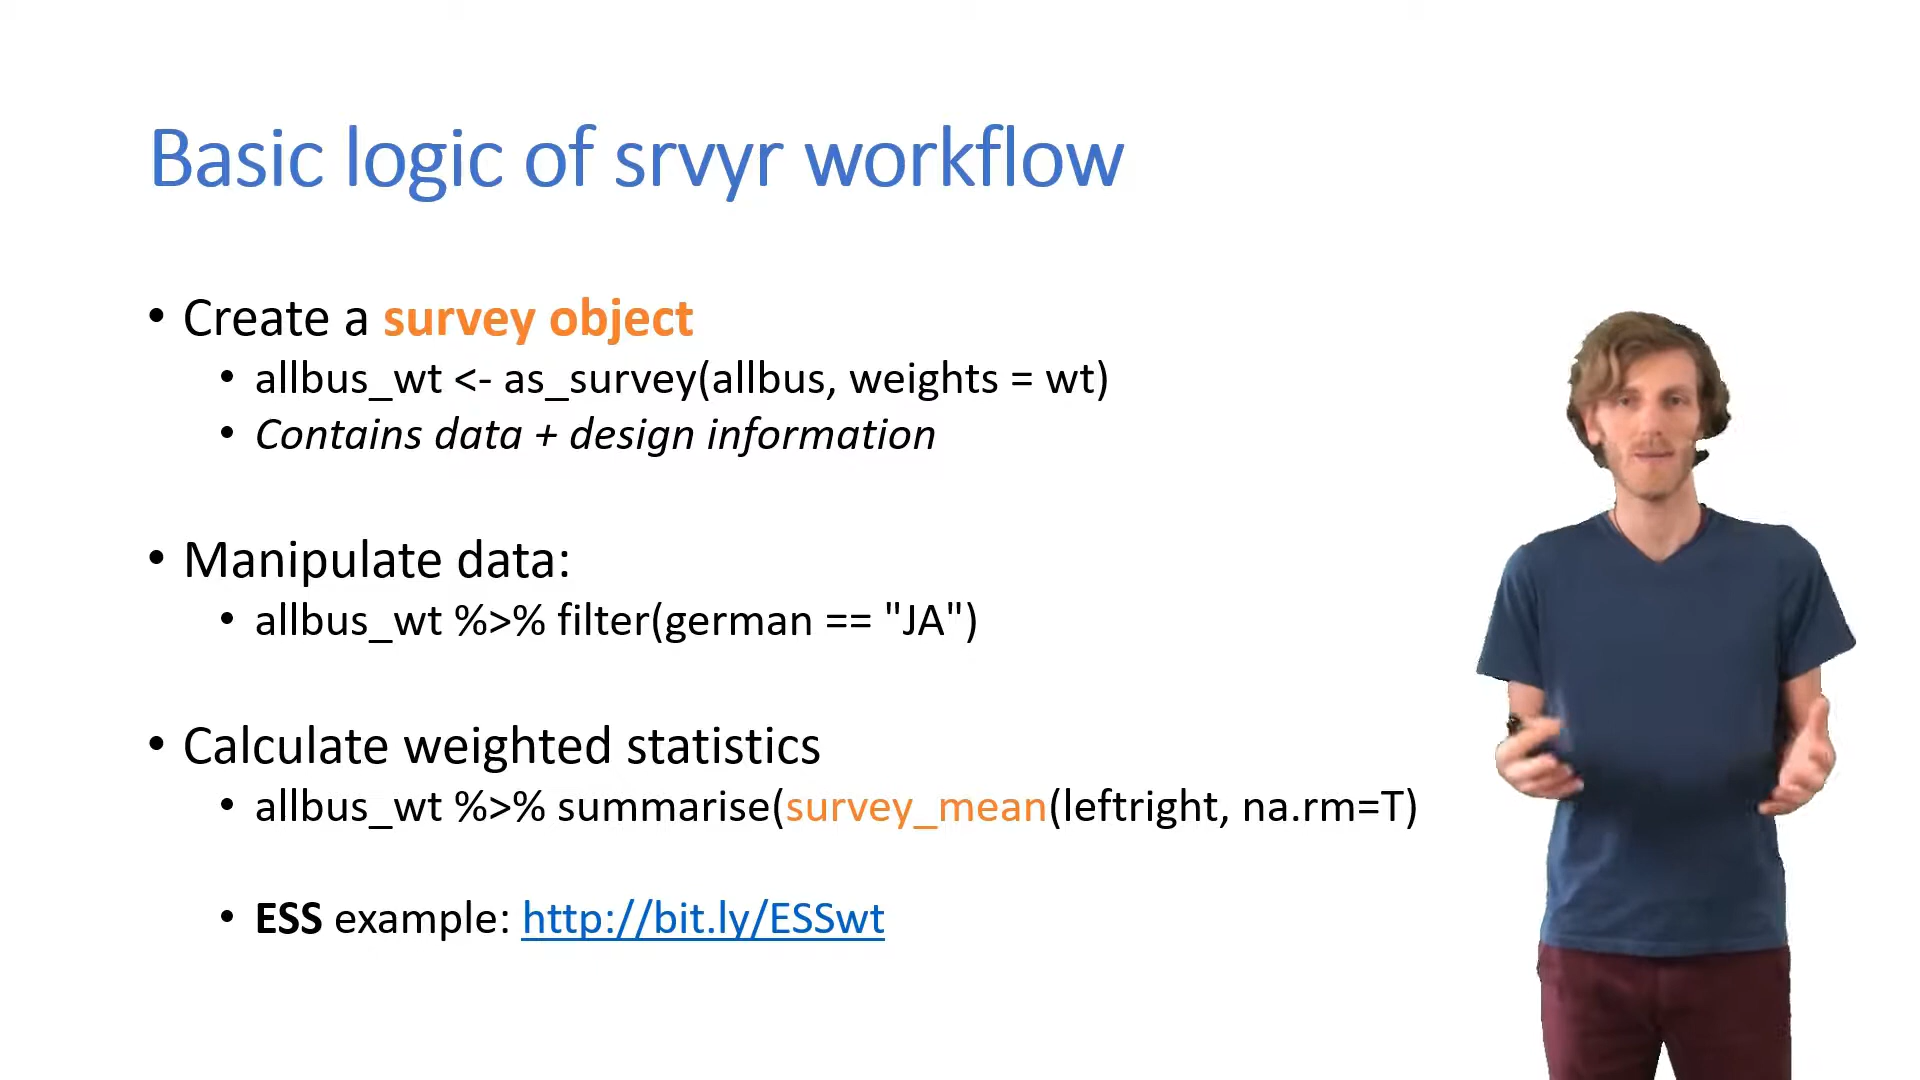 Basic logic of srvyr workflow
• Create a survey object
• allbus_wt <- as_survey(allbus, weights = wt)
• Contains data + design information
• Manipulate data:
• allbus_wt %>% filter(german == "JA")
• Calculate weighted statistics
• allbus_wt %>% summarise(survey_mean(leftright, na.rm=T)
• ESS example: http://bit.ly/ESSwt